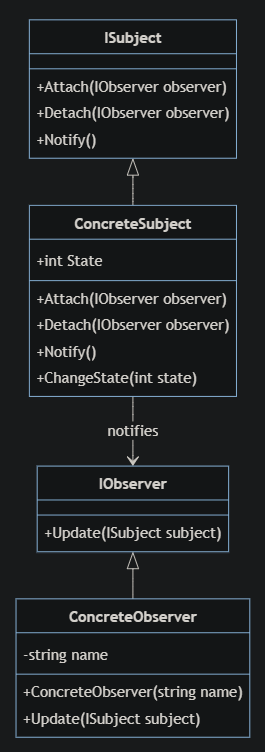 ISubject
+Attach(IObserver observer)
+Detach(IObserver observer)
+Notify()
ConcreteSubject
+int State
+Attach(IObserver observer)
+Detach(IObserver observer)
+Notify()
+ChangeState(int state)
notifies
IObserver
+Update(ISubject subject)
ConcreteObserver
-string name
+ConcreteObserver(string name)
+Update(ISubject subject)